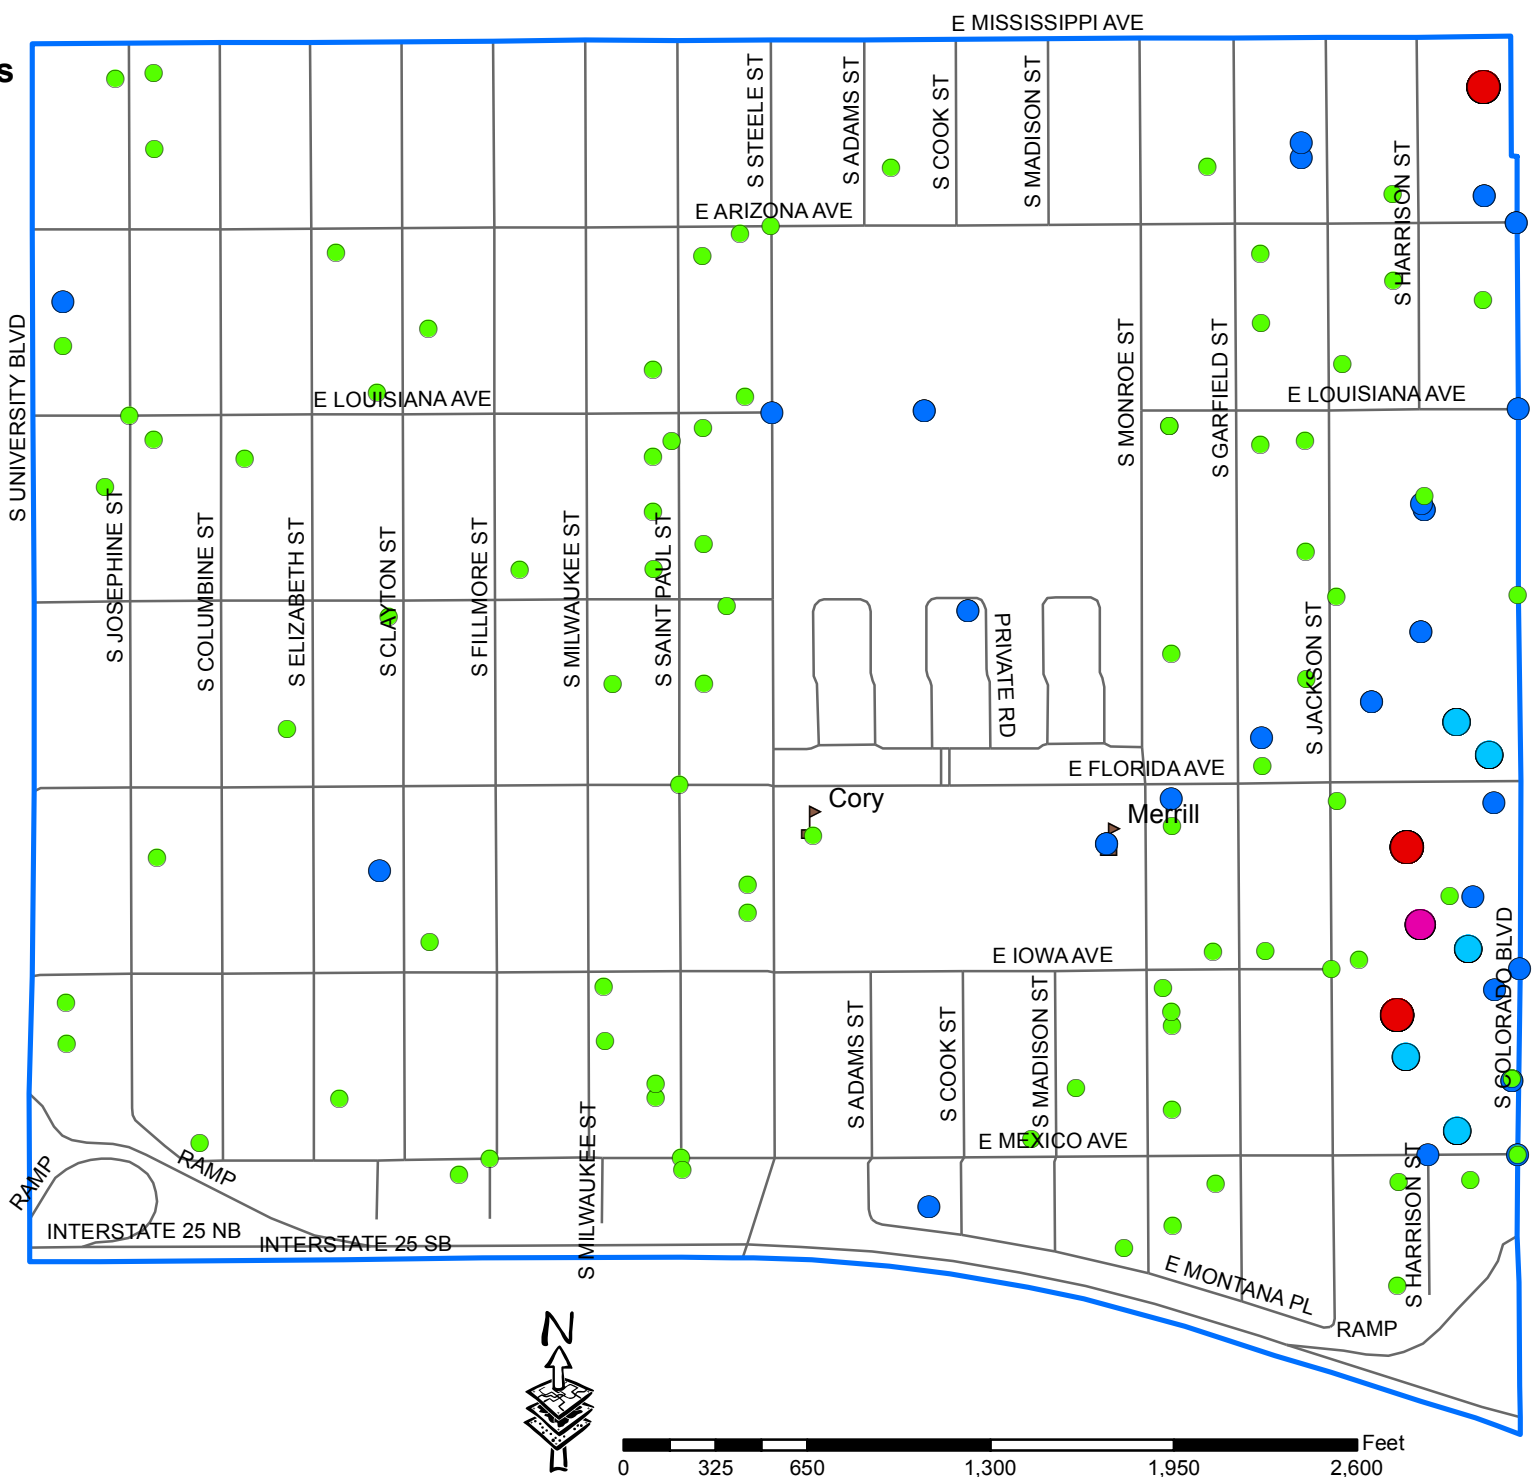 E MISSISSIPPI AVE
s
S STEELE ST
S ADAMS ST
S COOK ST
S MADISON ST
S HARRISON ST
E ARIZONA AVE
S UNIVERSITY BLVD
S MONROE ST
S GARFIELD ST
E LOUISIANA AVE
E LOUISIANA AVE
S JOSEPHINE ST
S COLUMBINE ST
S ELIZABETH ST
S CLAYTON ST
S FILLMORE ST
S MILWAUKEE ST
S SAINT PAUL ST
PRIVATE RD
S JACKSON ST
E FLORIDA AVE
Cory
Merrill
E IOWA AVE
S COLORADO BLVD
S ADAMS ST
S COOK ST
S MADISON ST
E MEXICO AVE
S MILWAUKEE ST
S HARRISON ST
RAMP
RAMP
INTERSTATE 25 NB
INTERSTATE 25 SB
E MONTANA PL
RAMP
N
Feet
0 325 650 1,300 1,950 2,600